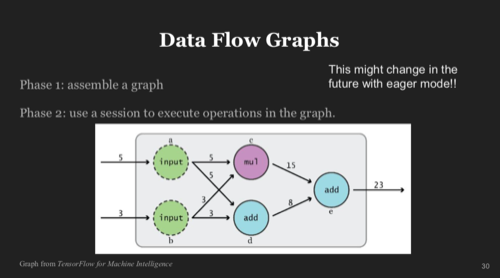 Data Flow Graphs
This might change in the
future with eager mode!!
Phase 1: assemble a graph
Phase 2: use a session to execute operations in the graph.
a
c
5
input
5
mul
15
5
add
23
3
8
e
3
input
3
add
b
d
Graph from TensorFlow for Machine Intelligence
30